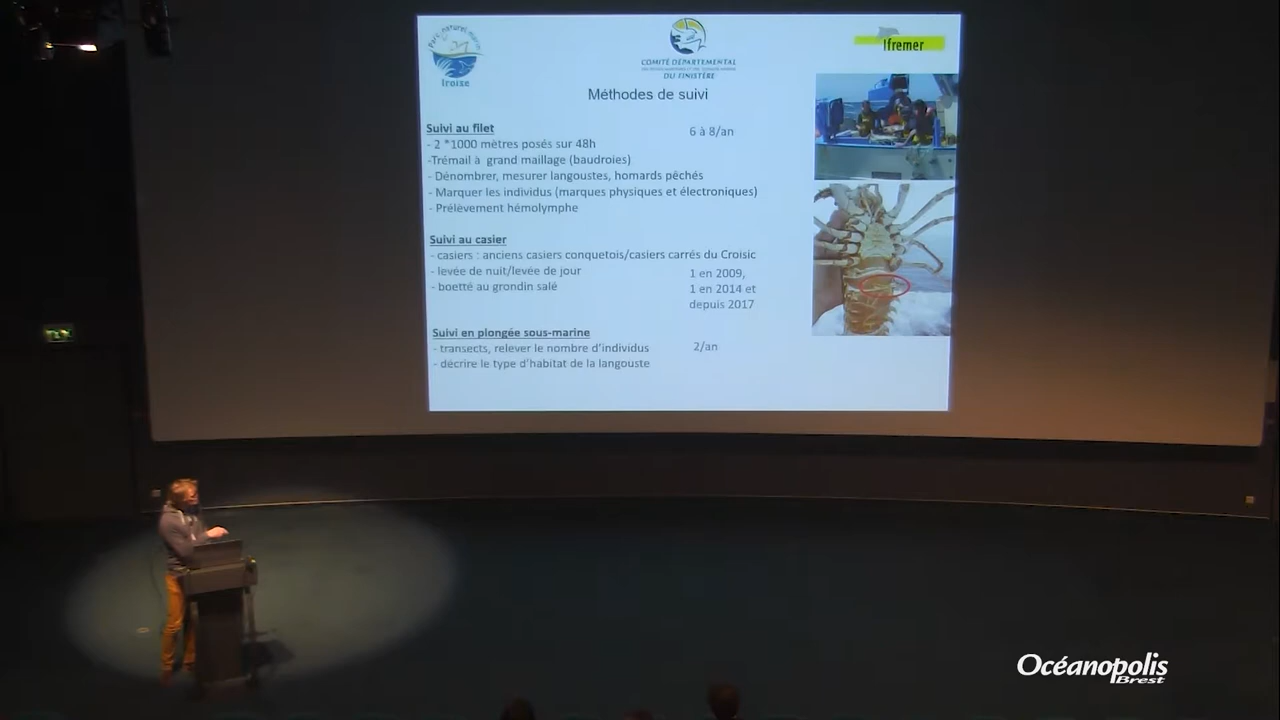 Parc naturel marin
Iroise
COMITÉ DÉPARTEMENTAL
DU FINISTÈRE
Ifremer
Méthodes de suivi
Suivi au filet
6 à 8/an
- 2 *1000 mètres posés sur 48h
-Trémail à grand maillage (baudroies)
- Dénombrer, mesurer langoustes, homards pêchés
- Marquer les individus (marques physiques et électroniques)
- Prélèvement hémolymphe
Suivi au casier
- casiers : anciens casiers conquetois/casiers carrés du Croisic
- levée de nuit/levée de jour
- boetté au grondin salé
1 en 2009,
1 en 2014 et
depuis 2017
Suivi en plongée sous-marine
- transects, relever le nombre d'individus
2/an
- décrire le type d'habitat de la langouste
Océanopolis
Brest